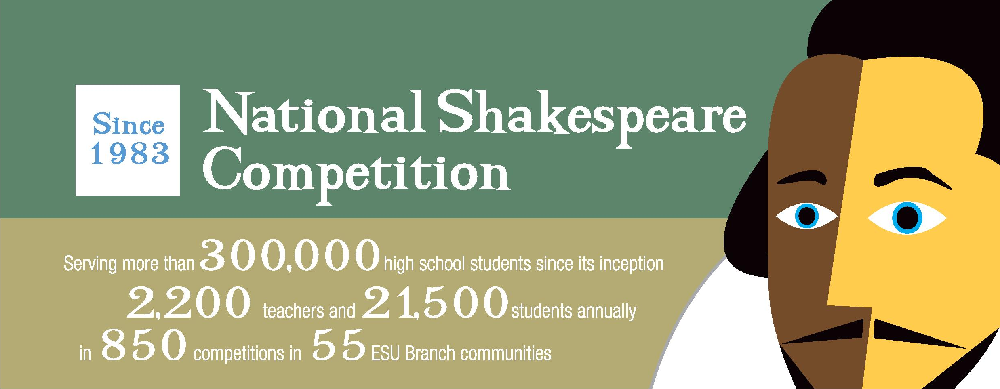 Since
1983
National Shakespeare
Competition
Serving more than 300,000 high school students since its inception
2,200 teachers and 21,500 students annually
in 850 competitions in 55 ESU Branch communities